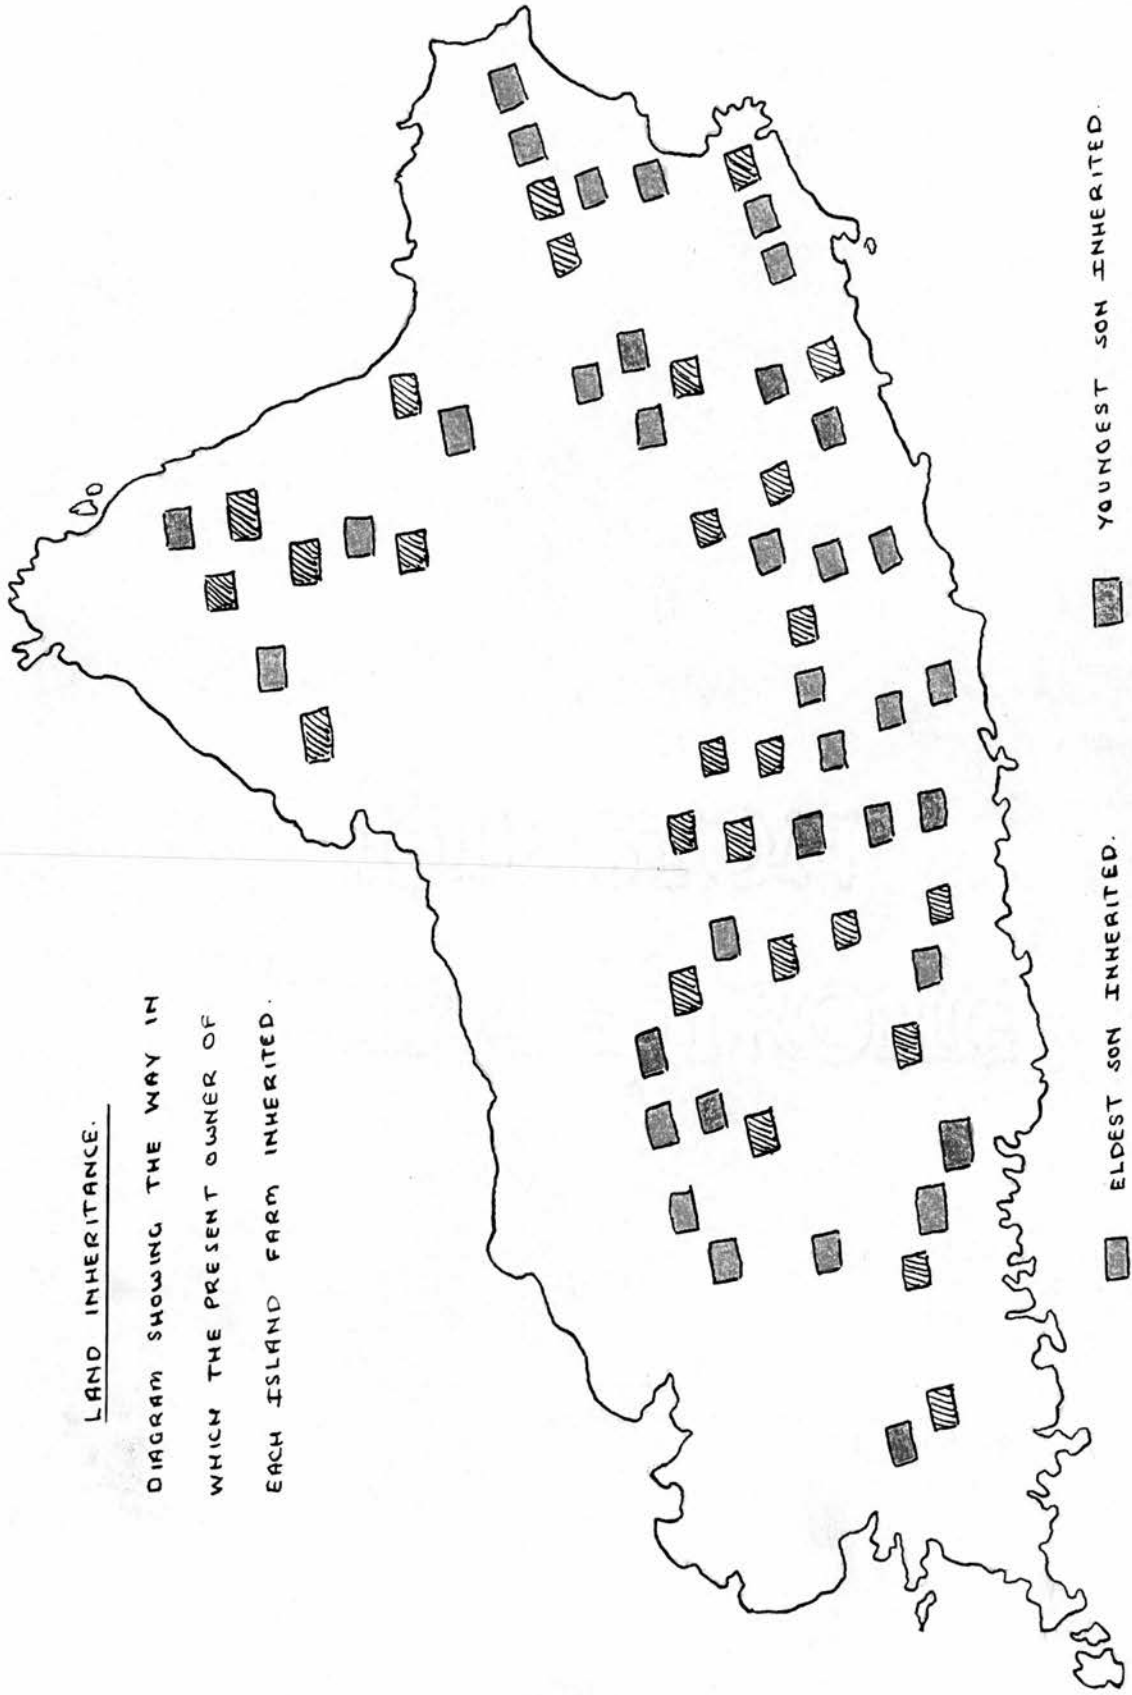 LAND INHERITANCE.
DIAGRAM SHOWING THE WAY IN
WHICH THE PRESENT OWNER OF
EACH ISLAND FARM INHERITED.
ELDEST SON INHERITED.
YOUNGEST SON INHERITED.